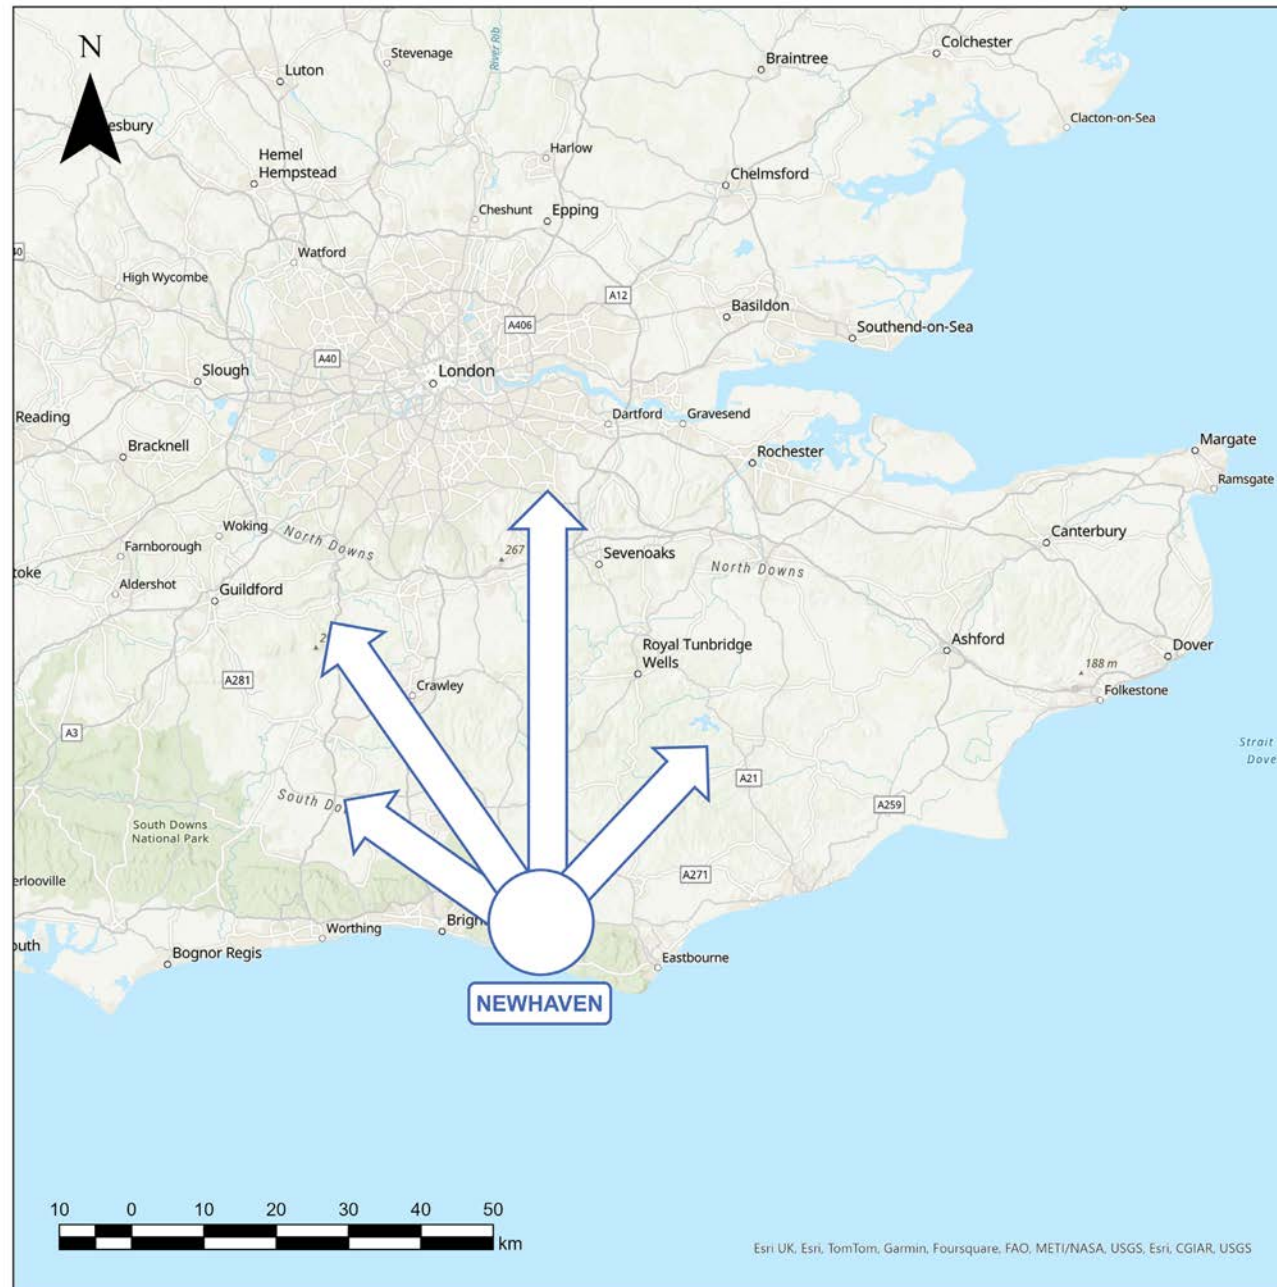 N
Stevenage
River Rib
Colchester
Braintree
Luton
esbury
Clacton-on-Sea
Harlow
Hemel
Hempstead
Chelmsford
Cheshunt
Epping
Watford
High Wycombe
A12
Basildon
A406
Southend-on-Sea
A40
Slough
London
Reading
Dartford
Gravesend
Bracknell
Rochester
Margate
Ramsgate
Woking
North Downs
Canterbury
Farnborough
267
Sevenoaks
North Downs
toke
Aldershot
Guildford
Royal Tunbridge
Wells
Ashford
Dover
188 m
A281
Crawley
Folkestone
A3
Strait
Dove
A21
South Do
A259
South Downs
National Park
A271
erlooville
Worthing
Brigh
outh
Bognor Regis
Eastbourne
NEWHAVEN
10 0 10 20 30 40 50
km
Esri UK, Esri, TomTom, Garmin, Foursquare, FAO, METI/NASA, USGS, Esri, CGIAR, USGS